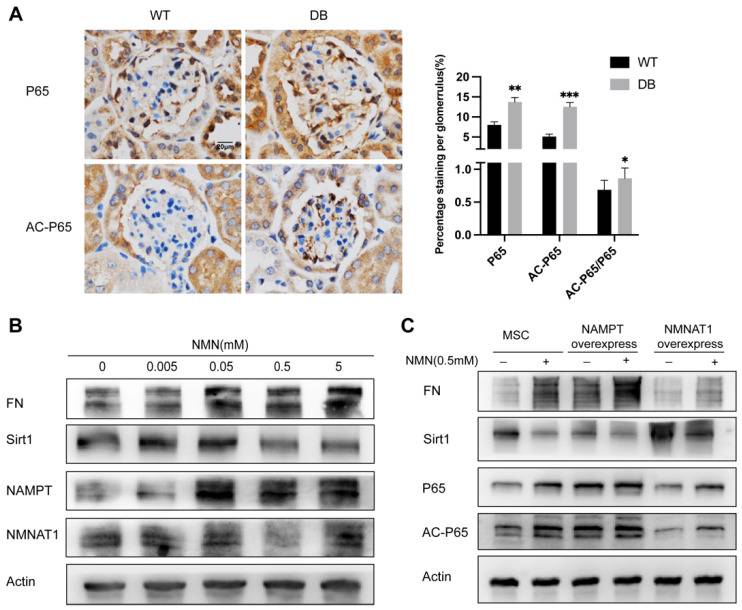 A
WT
DB
P65
20μm
AC-P65
Percentage staining per glomerrulus(%)
20
15
10
5
1.0
0.5
0.0
**
***
*
P65
AC-P65
AC-P65/P65
WT
DB
B
NMN(mM)
0 0.005 0.05 0.5 5
FN
Sirt1
NAMPT
NMNAT1
Actin
C
MSC NAMPT overexpress NMNAT1 overexpress
NMN(0.5mM) – + – + – +
FN
Sirt1
P65
AC-P65
Actin